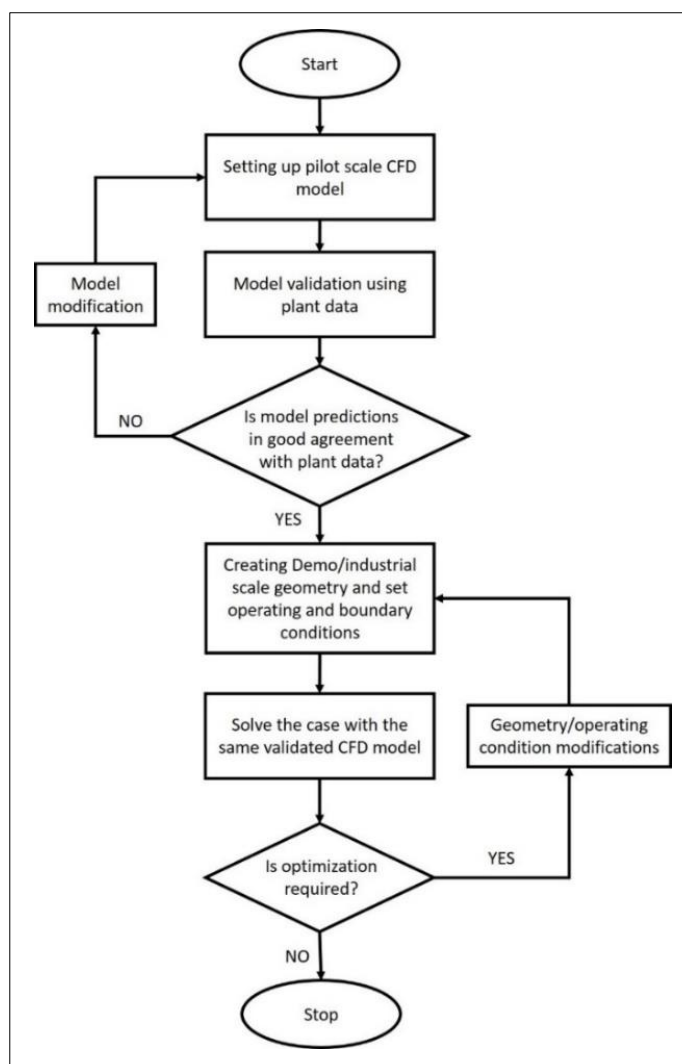 Start
Setting up pilot scale CFD
model
Model
modification
Model validation using
plant data
NO
Is model predictions
in good agreement
with plant data?
YES
Creating Demo/industrial
scale geometry and set
operating and boundary
conditions
Solve the case with the
same validated CFD model
Geometry/operating
condition modifications
Is optimization
required?
YES
NO
Stop